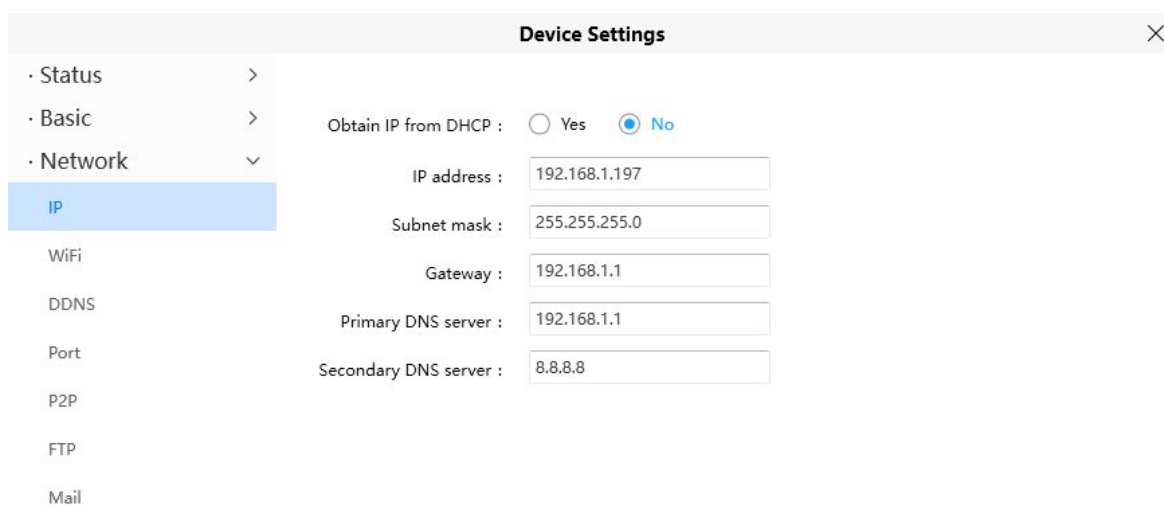 Device Settings
· Status
· Basic
· Network
IP
WiFi
DDNS
Port
P2P
FTP
Mail
Obtain IP from DHCP : Yes No
IP address : 192.168.1.197
Subnet mask : 255.255.255.0
Gateway : 192.168.1.1
Primary DNS server : 192.168.1.1
Secondary DNS server : 8.8.8.8